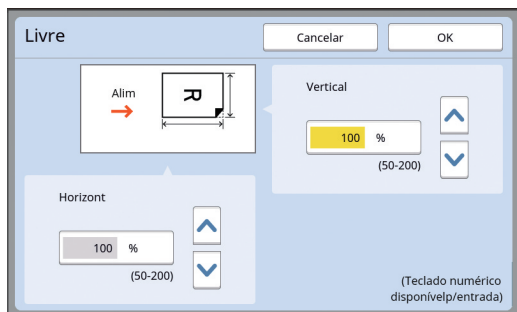 Livre
Cancelar
OK
Alim
R
Vertical
100 %
(50-200)
Horizont
100 %
(50-200)
(Teclado numérico
disponívelp/entrada)